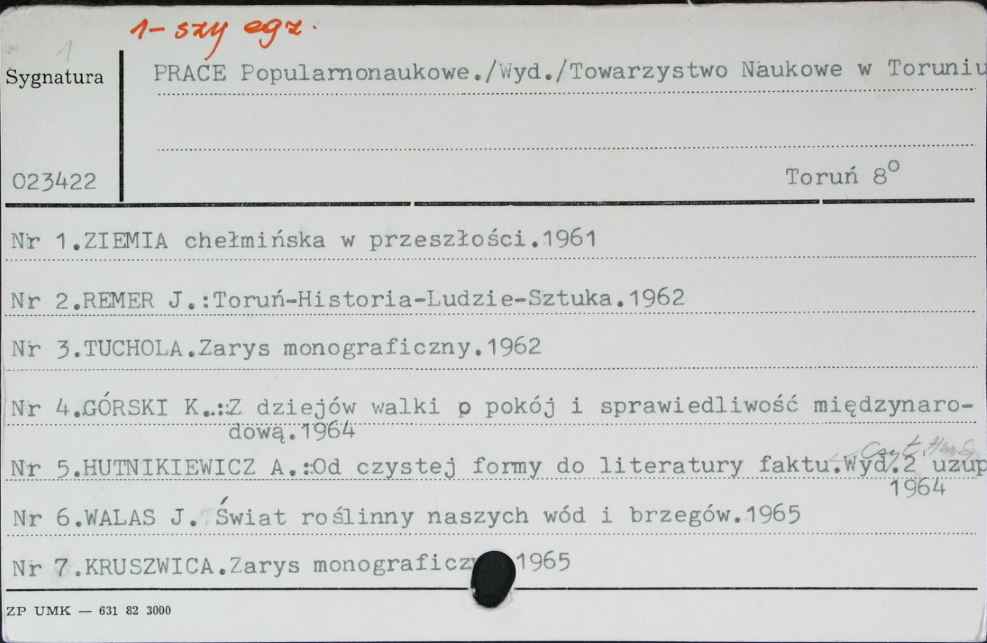 1-szy egz.
1
Sygnatura
PRACE Popularnonaukowe./Wyd./Towarzystwo Naukowe w Toruniu
023422
Toruń 8o
Nr 1.ZIEMIA chełmińska w przeszłości.1961
Nr 2.REMER J.:Toruń-Historia-Ludzie-Sztuka.1962
Nr 3.TUCHOLA.Zarys monograficzny.1962
Nr 4.GÓRSKI K.:Z dziejów walki o pokój i sprawiedliwość międzynaro-
dową.1964
Nr 5.HUTNIKIEWICZ A.:Od czystej formy do literatury faktu.Wyd.2 uzup
1964
Nr 6.WALAS J. Świat roślinny naszych wód i brzegów.1965
Nr 7.KRUSZWICA.Zarys 1965
ZP UMK — 631 82 3000